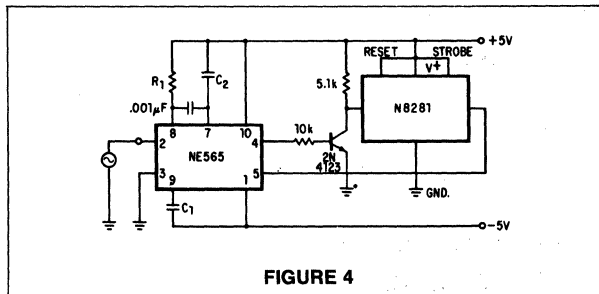 +5V
RESET STROBE
V+
R1
C2
5.1k
.001μF
N8281
8 7 10
10k
2 4
NE565
2N
4123
3 5
9 1
GND.
C1
-5V
FIGURE 4